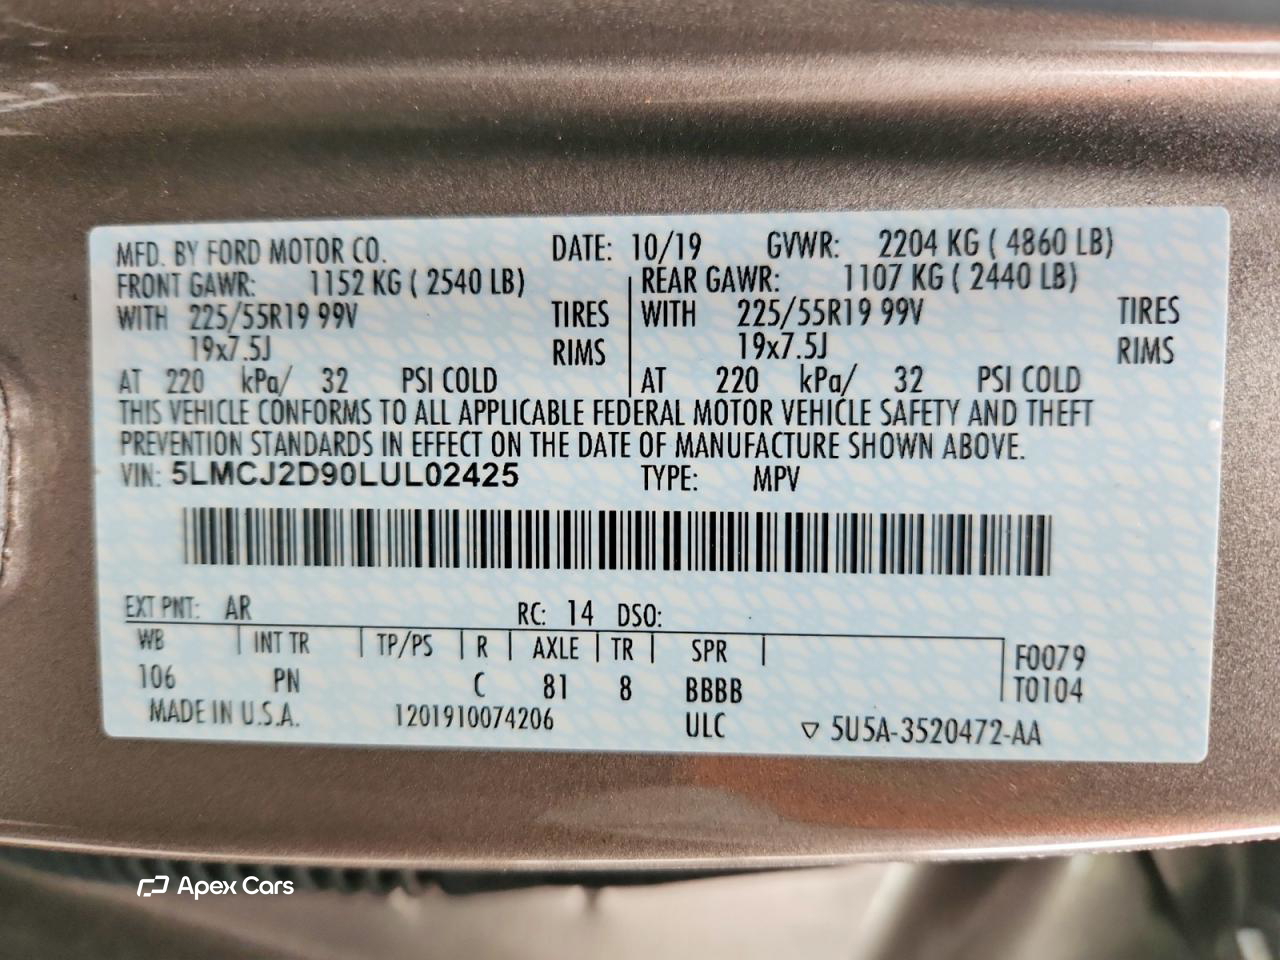 MFD. BY FORD MOTOR CO. DATE: 10/19 GVWR: 2204 KG ( 4860 LB)
FRONT GAWR: 1152 KG ( 2540 LB) REAR GAWR: 1107 KG ( 2440 LB)
WITH 225/55R19 99V TIRES WITH 225/55R19 99V TIRES
19x7.5J RIMS 19x7.5J RIMS
AT 220 kPa/ 32 PSI COLD AT 220 kPa/ 32 PSI COLD
THIS VEHICLE CONFORMS TO ALL APPLICABLE FEDERAL MOTOR VEHICLE SAFETY AND THEFT
PREVENTION STANDARDS IN EFFECT ON THE DATE OF MANUFACTURE SHOWN ABOVE.
VIN: 5LMCJ2D90LUL02425 TYPE: MPV
EXT PNT: AR RC: 14 DSO:
WB INT TR TP/PS R AXLE TR SPR F0079
106 PN C 81 8 BBBB T0104
MADE IN U.S.A. 1201910074206 ULC ▽ 5U5A-3520472-AA
Apex Cars